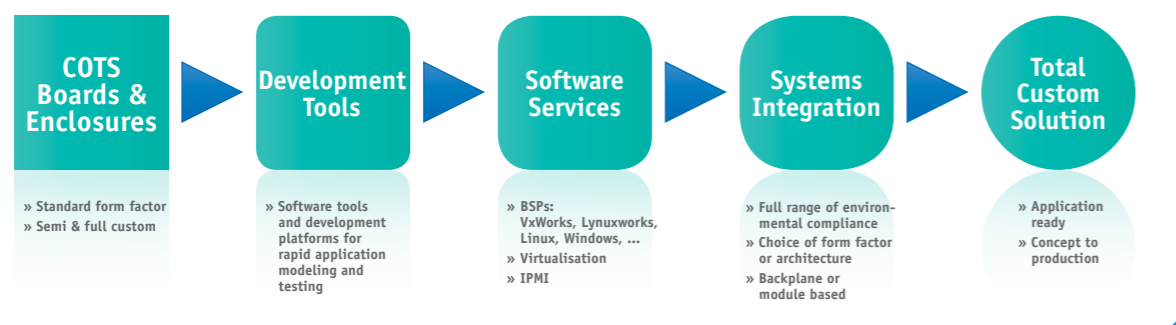 COTS
Boards &
Enclosures
» Standard form factor
» Semi & full custom
Development
Tools
» Software tools
and development
platforms for
rapid application
modeling and
testing
Software
Services
» BSPs:
VxWorks, Lynuxworks,
Linux, Windows, ...
» Virtualisation
» IPMI
Systems
Integration
» Full range of environ-
mental compliance
» Choice of form factor
or architecture
» Backplane or
module based
Total
Custom
Solution
» Application
ready
» Concept to
production